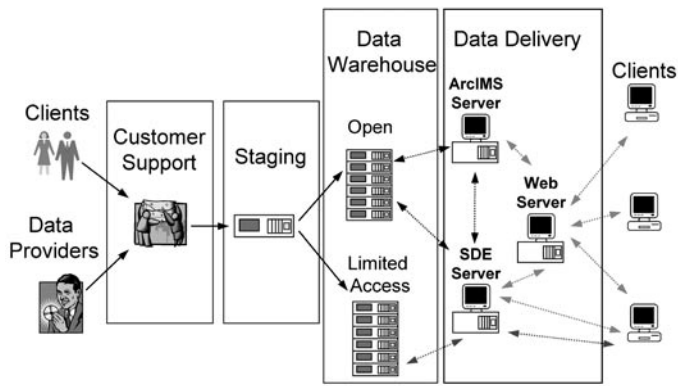 Clients
Data
Providers
Customer
Support
Staging
Data
Warehouse
Open
Limited
Access
Data Delivery
ArcIMS
Server
Web
Server
SDE
Server
Clients